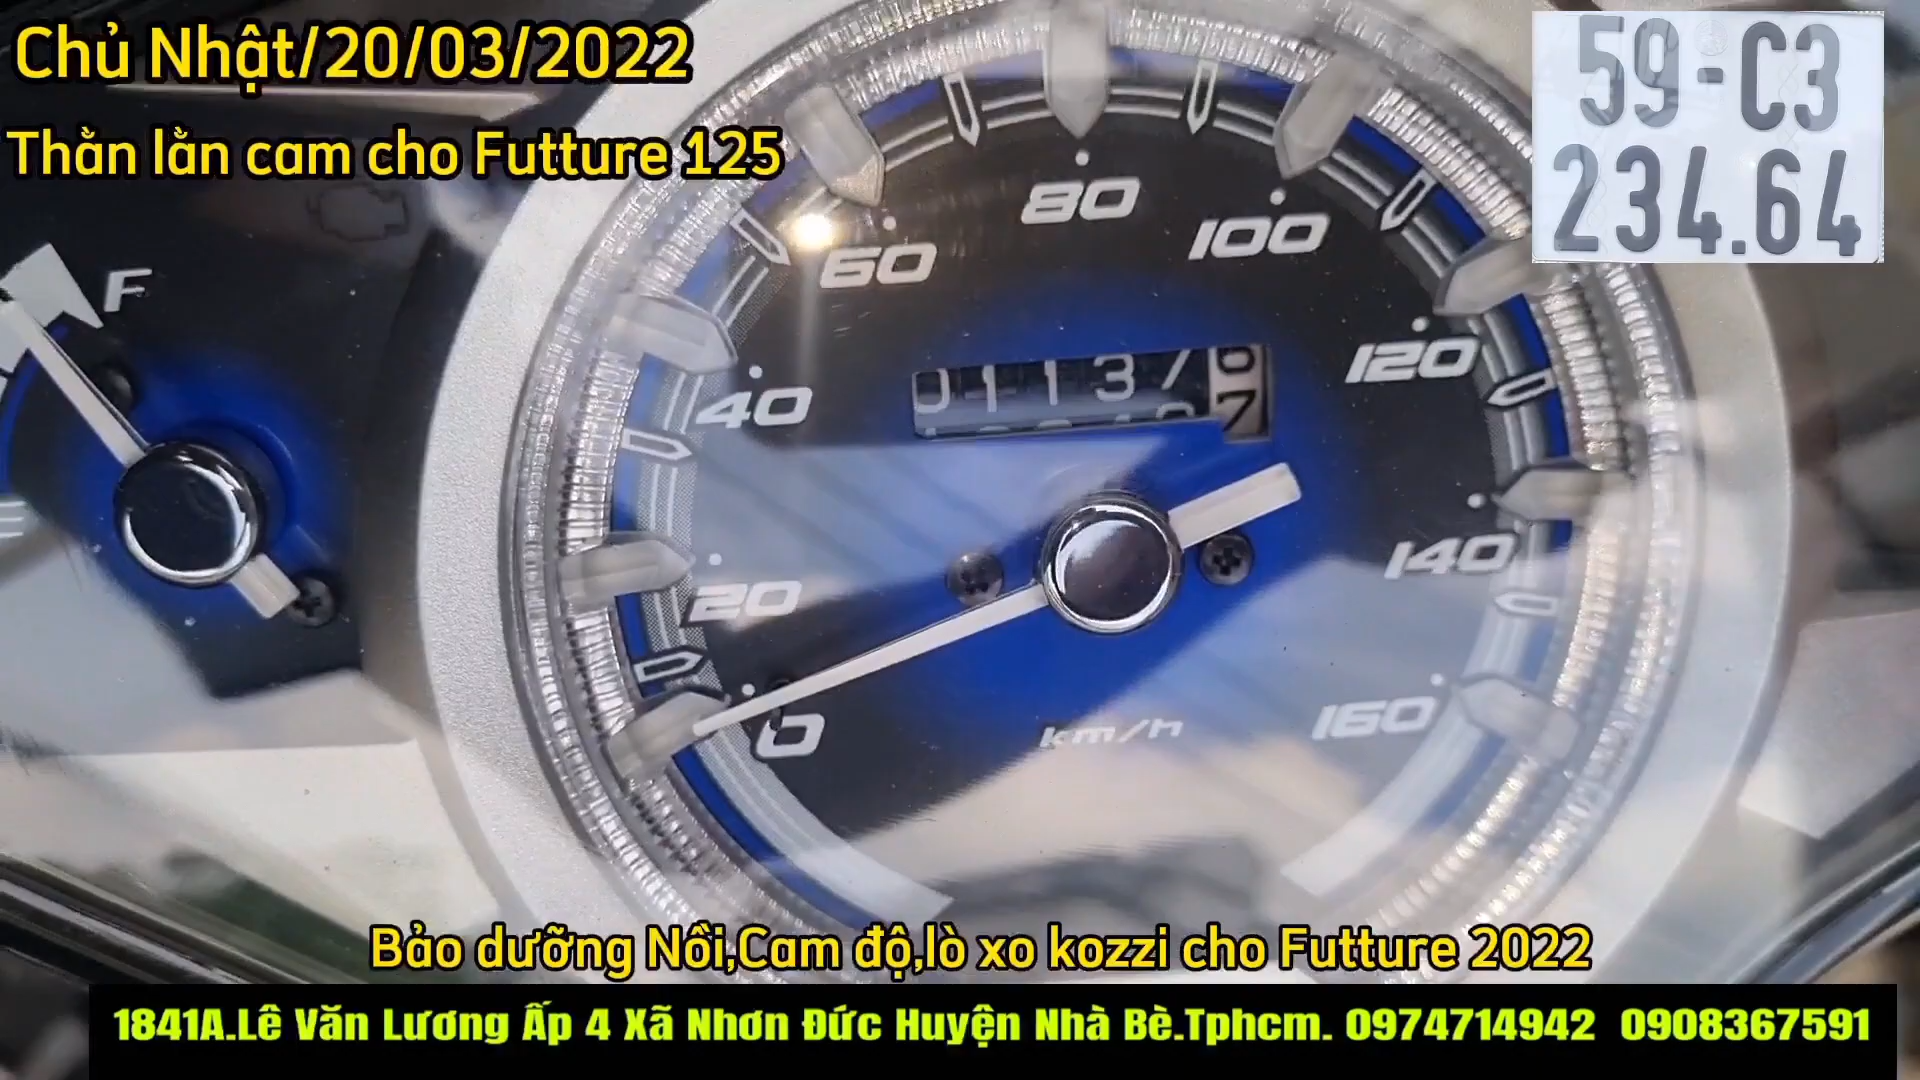 Chủ Nhật/20/03/2022
59-C3
234.64
Thằn lằn cam cho Futture 125
F
80
60
100
120
40
0113
140
20
0
km/h
160
Bảo dưỡng Nồi,Cam độ,lò xo kozzi cho Futture 2022
1841A.Lê Văn Lương Ấp 4 Xã Nhơn Đức Huyện Nhà Bè.Tphcm. 0974714942 0908367591